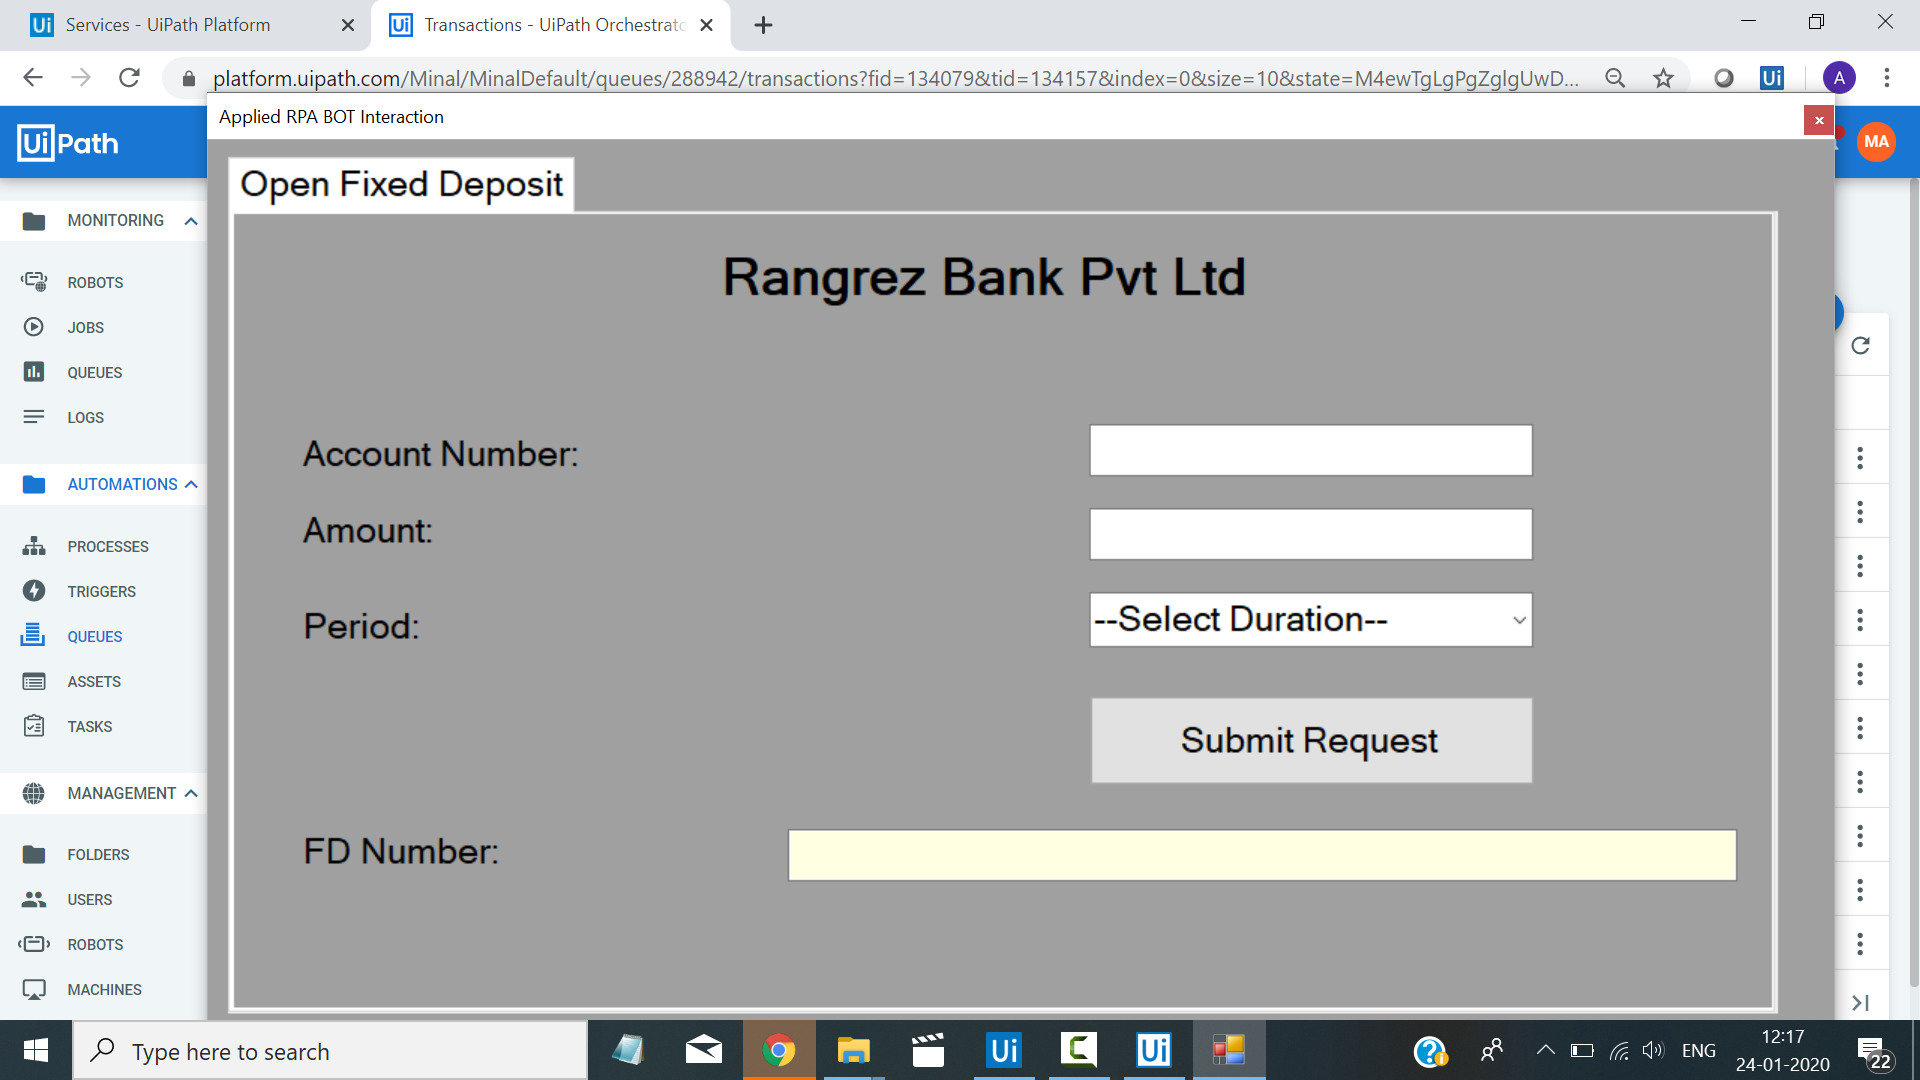 Services - UiPath Platform
Transactions - UiPath Orchestrato
platform.uipath.com/Minal/MinalDefault/queues/288942/transactions?fid=134079&tid=134157&index=0&size=10&state=M4ewTgLgPgZglgUwD...
A
Applied RPA BOT Interaction
UiPath
MA
Open Fixed Deposit
Rangrez Bank Pvt Ltd
MONITORING
ROBOTS
JOBS
QUEUES
LOGS
AUTOMATIONS
PROCESSES
TRIGGERS
QUEUES
ASSETS
TASKS
MANAGEMENT
FOLDERS
USERS
ROBOTS
MACHINES
Account Number:
Amount:
Period:
--Select Duration--
Submit Request
FD Number:
Type here to search
ENG
12:17
24-01-2020
22